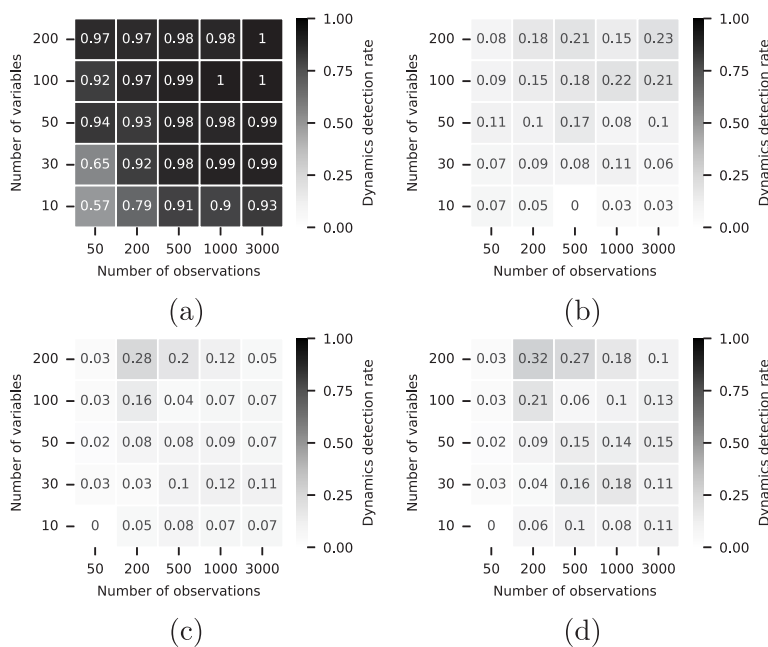 200 0.97 0.97 0.98 0.98 1
100 0.92 0.97 0.99 1 1
50 0.94 0.93 0.98 0.98 0.99
30 0.65 0.92 0.98 0.99 0.99
10 0.57 0.79 0.91 0.9 0.93
50 200 500 1000 3000
Number of observations
Number of variables
1.00
0.75
0.50
0.25
0.00
Dynamics detection rate
(a)
200 0.08 0.18 0.21 0.15 0.23
100 0.09 0.15 0.18 0.22 0.21
50 0.11 0.1 0.17 0.08 0.1
30 0.07 0.09 0.08 0.11 0.06
10 0.07 0.05 0 0.03 0.03
50 200 500 1000 3000
Number of observations
Number of variables
1.00
0.75
0.50
0.25
0.00
Dynamics detection rate
(b)
200 0.03 0.28 0.2 0.12 0.05
100 0.03 0.16 0.04 0.07 0.07
50 0.02 0.08 0.08 0.09 0.07
30 0.03 0.03 0.1 0.12 0.11
10 0 0.05 0.08 0.07 0.07
50 200 500 1000 3000
Number of observations
Number of variables
1.00
0.75
0.50
0.25
0.00
Dynamics detection rate
(c)
200 0.03 0.32 0.27 0.18 0.1
100 0.03 0.21 0.06 0.1 0.13
50 0.02 0.09 0.15 0.14 0.15
30 0.03 0.04 0.16 0.18 0.11
10 0 0.06 0.1 0.08 0.11
50 200 500 1000 3000
Number of observations
Number of variables
1.00
0.75
0.50
0.25
0.00
Dynamics detection rate
(d)